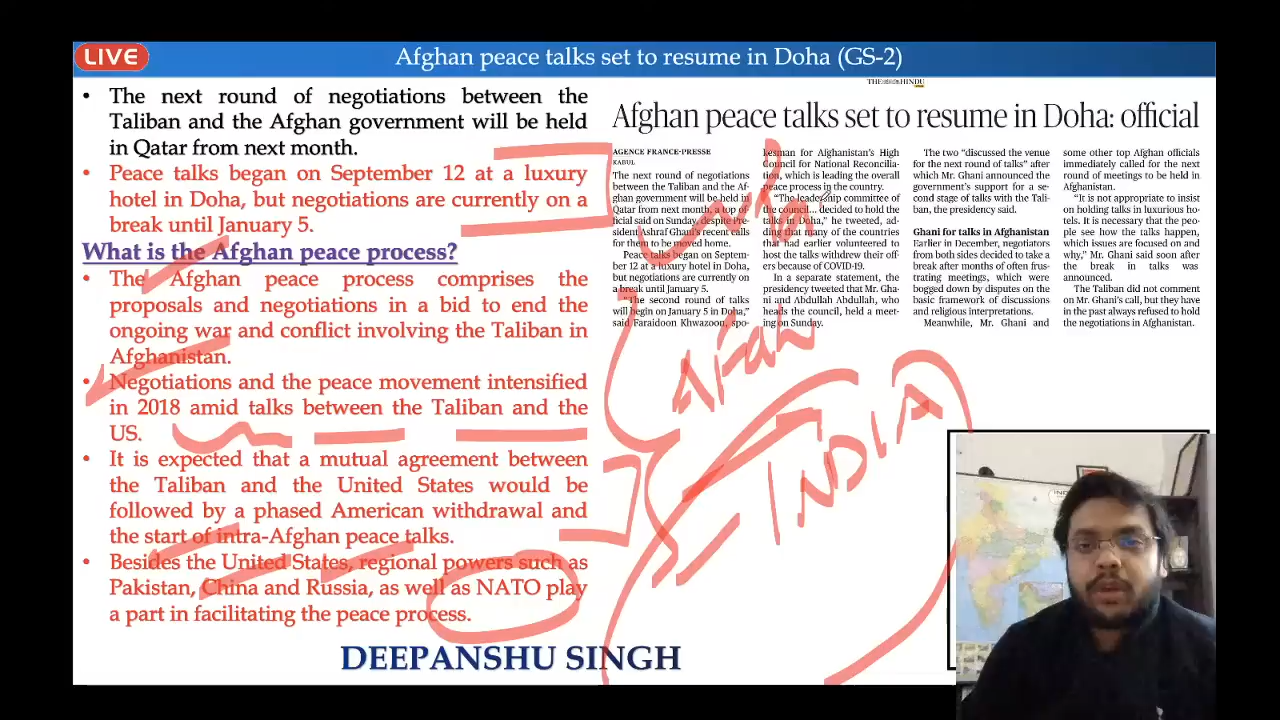 LIVE
Afghan peace talks set to resume in Doha (GS-2)
• The next round of negotiations between the
Taliban and the Afghan government will be held
in Qatar from next month.
• Peace talks began on September 12 at a luxury
hotel in Doha, but negotiations are currently on a
break until January 5.
What is the Afghan peace process?
• The Afghan peace process comprises the
proposals and negotiations in a bid to end the
ongoing war and conflict involving the Taliban in
Afghanistan.
• Negotiations and the peace movement intensified
in 2018 amid talks between the Taliban and the
US.
• It is expected that a mutual agreement between
the Taliban and the United States would be
followed by a phased American withdrawal and
the start of intra-Afghan peace talks.
• Besides the United States, regional powers such as
Pakistan, China and Russia, as well as NATO play
a part in facilitating the peace process.
THE HINDU
Afghan peace talks set to resume in Doha: official
AGENCE FRANCE-PRESSE
KABUL
The next round of negotiations
between the Taliban and the Af-
ghan government will be held in
Qatar from next month, a top of-
ficial said on Sunday, despite Pre-
sident Ashraf Ghani's recent calls
for them to be moved home.
Peace talks began on Septem-
ber 12 at a luxury hotel in Doha,
but negotiations are currently on
a break until January 5.
"The second round of talks
will begin on January 5 in Doha,"
said Faraidoon Khwazoon, spo-
kesman for Afghanistan's High
Council for National Reconcilia-
tion, which is leading the overall
peace process in the country.
"The leadership committee of
the council... decided to hold the
talks in Doha," he tweeted, ad-
ding that many of the countries
that had earlier volunteered to
host the talks withdrew their off-
ers because of COVID-19.
In a separate statement, the
presidency tweeted that Mr. Gha-
ni and Abdullah Abdullah, who
heads the council, held a meet-
ing on Sunday.
The two "discussed the venue
for the next round of talks" after
which Mr. Ghani announced the
government's support for a se-
cond stage of talks with the Tali-
ban, the presidency said.
Ghani for talks in Afghanistan
Earlier in December, negotiators
from both sides decided to take a
break after months of often frus-
trating meetings, which were
bogged down by disputes on the
basic framework of discussions
and religious interpretations.
Meanwhile, Mr. Ghani and
some other top Afghan officials
immediately called for the next
round of meetings to be held in
Afghanistan.
"It is not appropriate to insist
on holding talks in luxurious ho-
tels. It is necessary that the peo-
ple see how the talks happen,
which issues are focused on and
why," Mr. Ghani said soon after
the break in talks was
announced.
The Taliban did not comment
on Mr. Ghani's call, but they have
in the past always refused to hold
the negotiations in Afghanistan.
INDIA
DEEPANSHU SINGH